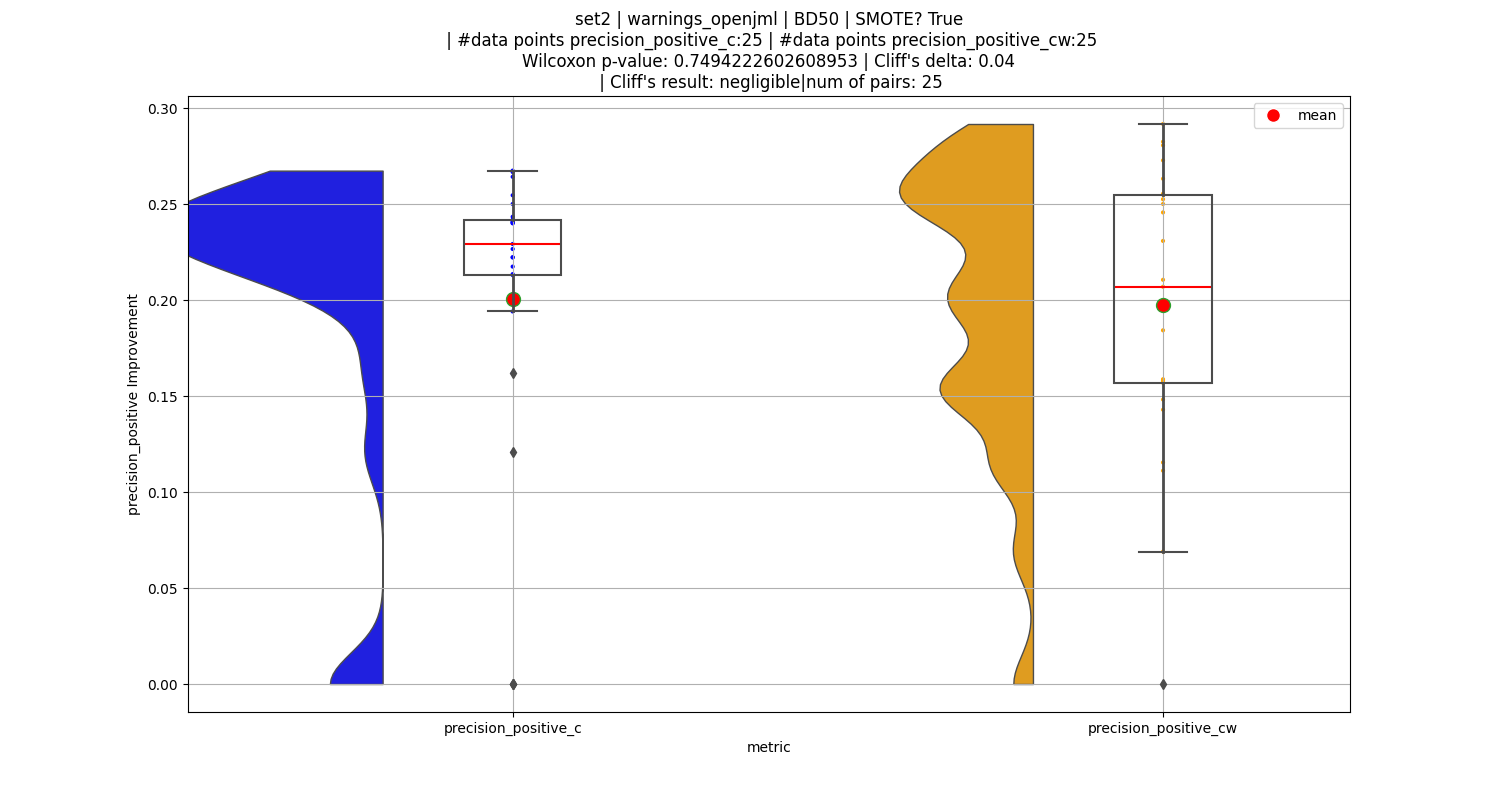 set2 | warnings_openjml | BD50 | SMOTE? True
| #data points precision_positive_c:25 | #data points precision_positive_cw:25
Wilcoxon p-value: 0.7494222602608953 | Cliff's delta: 0.04
| Cliff's result: negligible|num of pairs: 25
mean
precision_positive Improvement
0.30
0.25
0.20
0.15
0.10
0.05
0.00
precision_positive_c
precision_positive_cw
metric